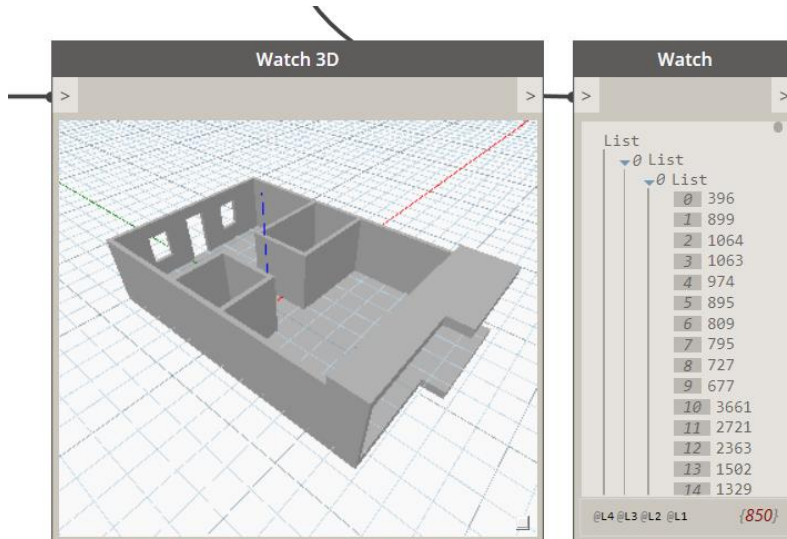 Watch 3D
> >
Watch
> >
List
0 List
0 List
0 396
1 899
2 1064
3 1063
4 974
5 895
6 809
7 795
8 727
9 677
10 3661
11 2721
12 2363
13 1502
14 1329
@L4 @L3 @L2 @L1 {850}